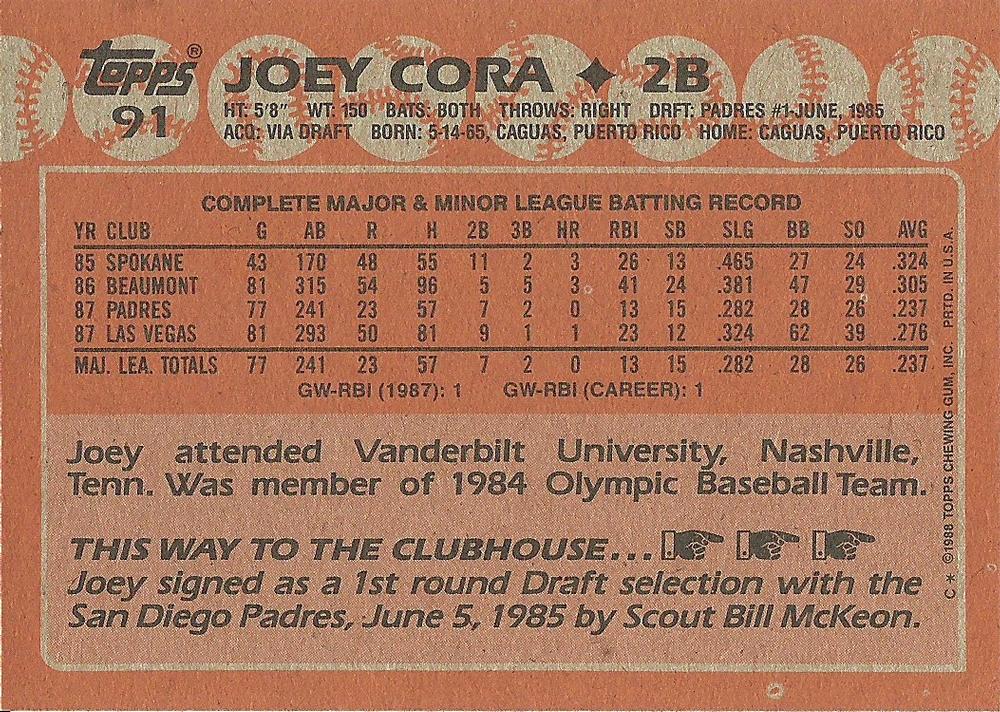 topps® JOEY CORA ✦ 2B
91 HT: 5'8" WT: 150 BATS: BOTH THROWS: RIGHT DRFT: PADRES #1-JUNE, 1985
ACQ: VIA DRAFT BORN: 5-14-65, CAGUAS, PUERTO RICO HOME: CAGUAS, PUERTO RICO
COMPLETE MAJOR & MINOR LEAGUE BATTING RECORD
YR CLUB G AB R H 2B 3B HR RBI SB SLG BB SO AVG
85 SPOKANE 43 170 48 55 11 2 3 26 13 .465 27 24 .324
86 BEAUMONT 81 315 54 96 5 5 3 41 24 .381 47 29 .305
87 PADRES 77 241 23 57 7 2 0 13 15 .282 28 26 .237
87 LAS VEGAS 81 293 50 81 9 1 1 23 12 .324 62 39 .276
MAJ. LEA. TOTALS 77 241 23 57 7 2 0 13 15 .282 28 26 .237
GW-RBI (1987): 1 GW-RBI (CAREER): 1
Joey attended Vanderbilt University, Nashville,
Tenn. Was member of 1984 Olympic Baseball Team.
THIS WAY TO THE CLUBHOUSE...
Joey signed as a 1st round Draft selection with the
San Diego Padres, June 5, 1985 by Scout Bill McKeon.
C * ©1988 TOPPS CHEWING GUM, INC. PRTD. IN U.S.A.